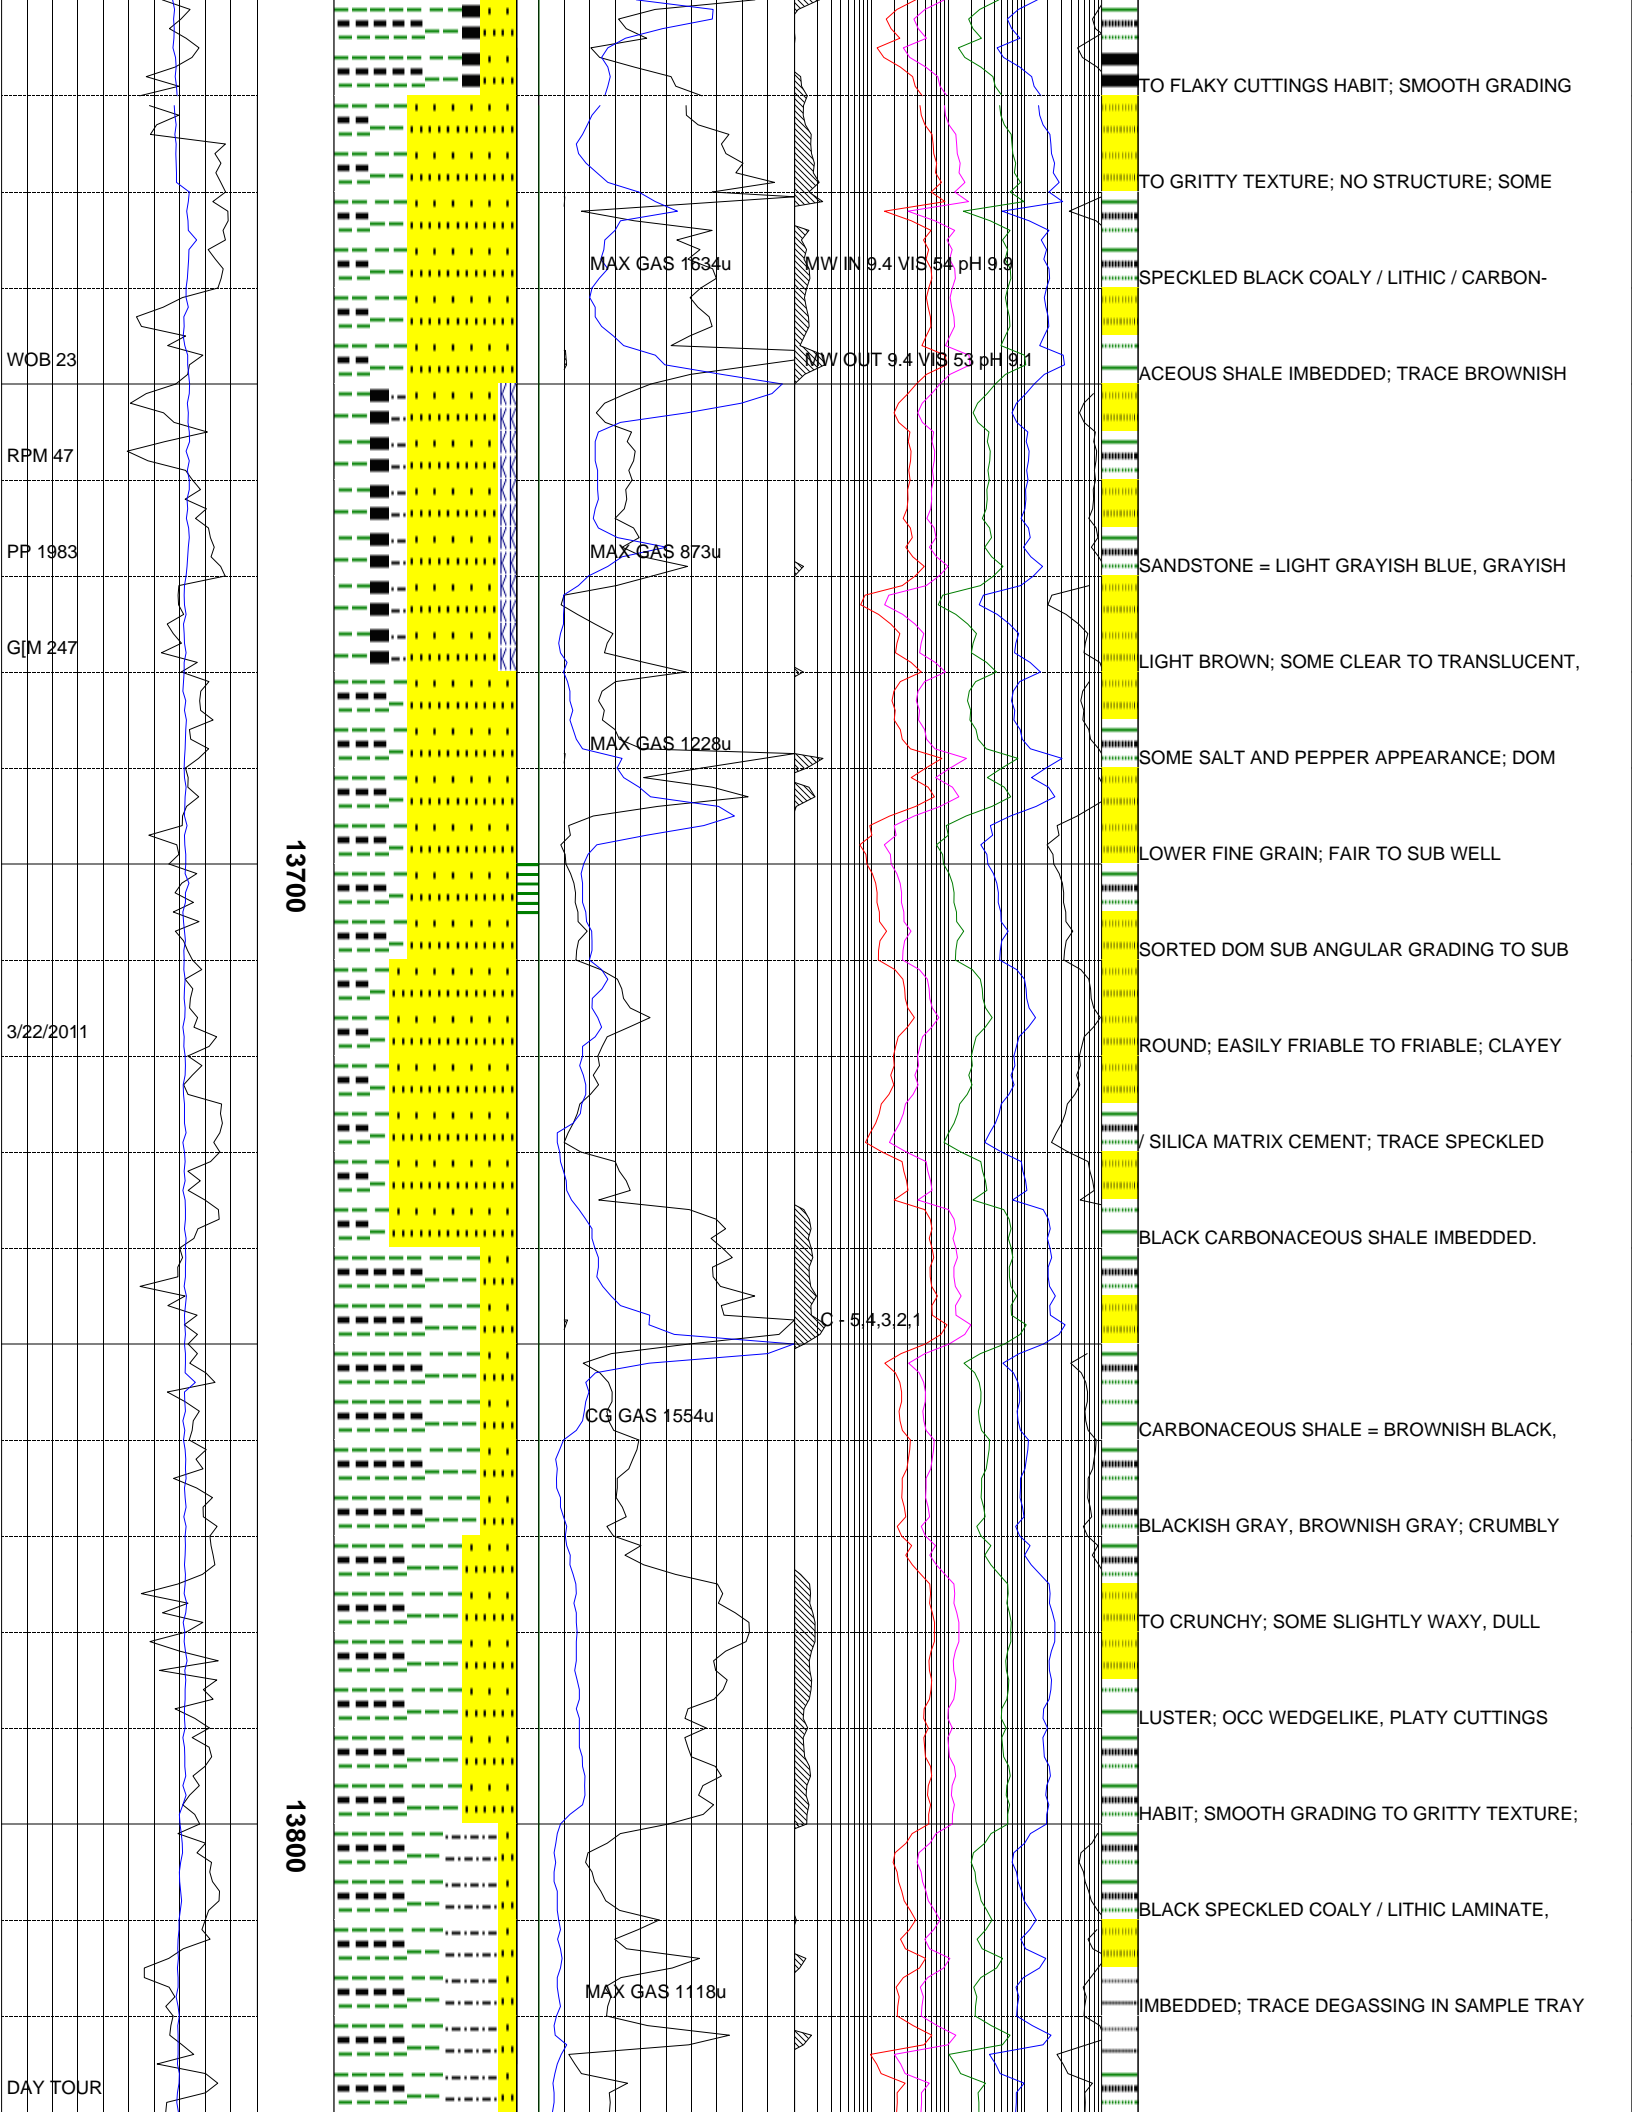 TO FLAKY CUTTINGS HABIT; SMOOTH GRADING
TO GRITTY TEXTURE; NO STRUCTURE; SOME
MAX GAS 1634u
MW IN 9.4 VIS 54 pH 9.9
SPECKLED BLACK COALY / LITHIC / CARBON-
WOB 23
MW OUT 9.4 VIS 53 pH 9.1
ACEOUS SHALE IMBEDDED; TRACE BROWNISH
RPM 47
PP 1983
MAX GAS 873u
SANDSTONE = LIGHT GRAYISH BLUE, GRAYISH
G[M 247
LIGHT BROWN; SOME CLEAR TO TRANSLUCENT,
MAX GAS 1228u
SOME SALT AND PEPPER APPEARANCE; DOM
13700
LOWER FINE GRAIN; FAIR TO SUB WELL
SORTED DOM SUB ANGULAR GRADING TO SUB
3/22/2011
ROUND; EASILY FRIABLE TO FRIABLE; CLAYEY
/ SILICA MATRIX CEMENT; TRACE SPECKLED
BLACK CARBONACEOUS SHALE IMBEDDED.
C - 5,4,3,2,1
CG GAS 1554u
CARBONACEOUS SHALE = BROWNISH BLACK,
BLACKISH GRAY, BROWNISH GRAY; CRUMBLY
TO CRUNCHY; SOME SLIGHTLY WAXY, DULL
LUSTER; OCC WEDGELIKE, PLATY CUTTINGS
13800
HABIT; SMOOTH GRADING TO GRITTY TEXTURE;
BLACK SPECKLED COALY / LITHIC LAMINATE,
MAX GAS 1118u
IMBEDDED; TRACE DEGASSING IN SAMPLE TRAY
DAY TOUR